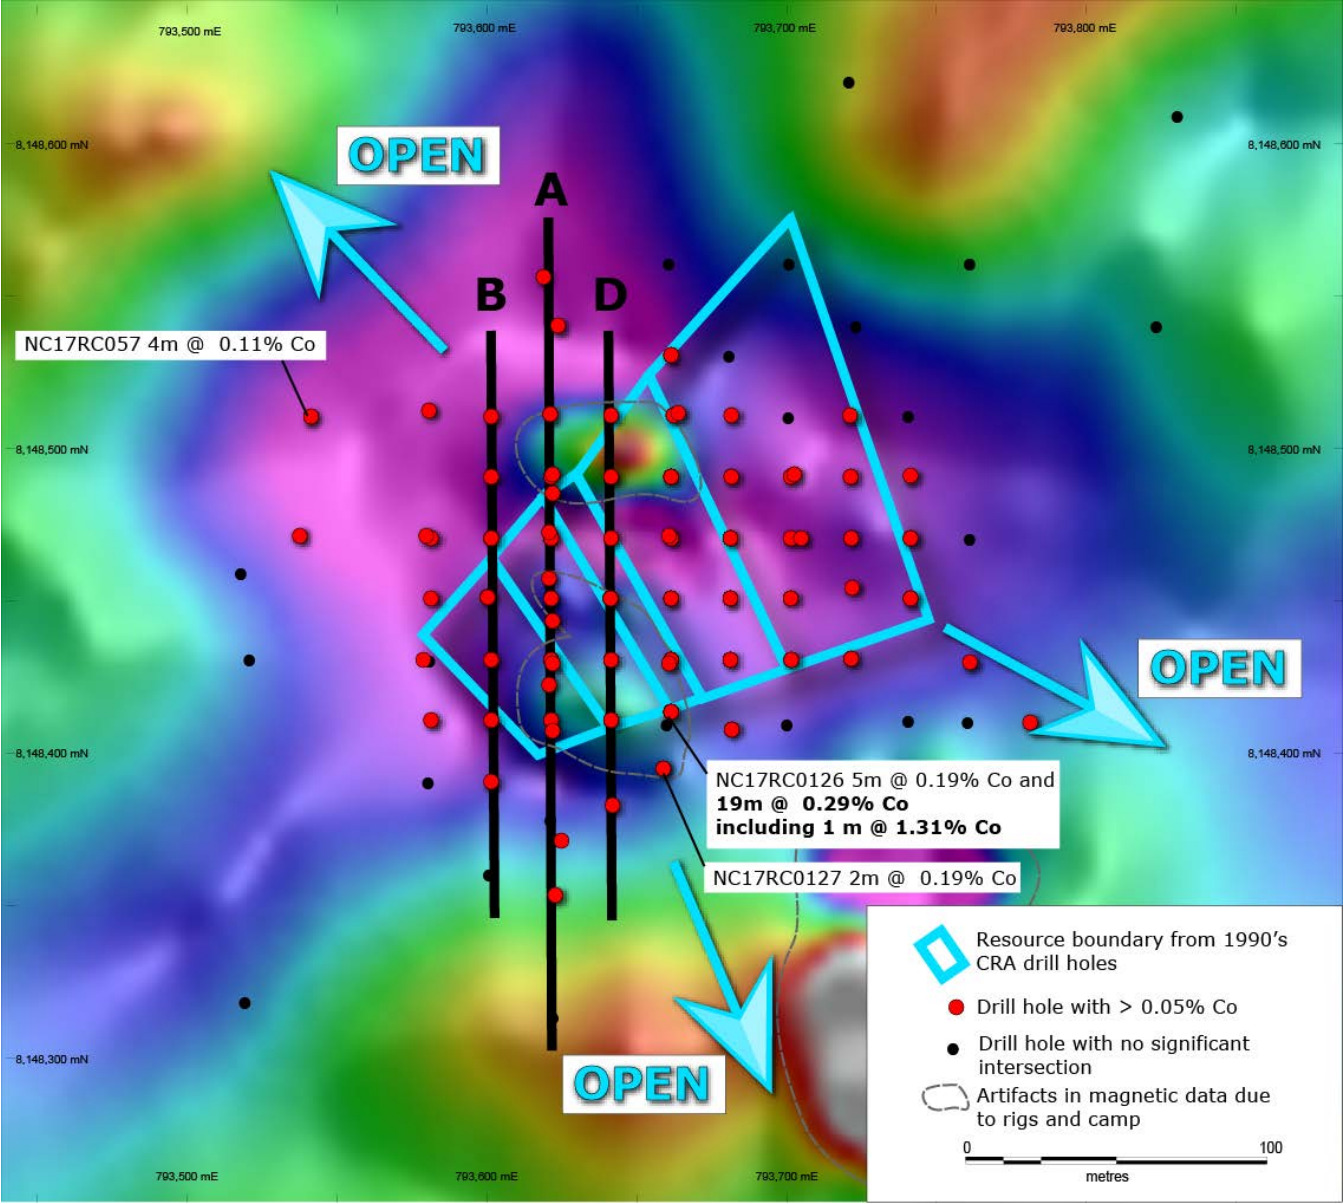 793,500 mE
793,600 mE
793,700 mE
793,800 mE
8,148,600 mN
8,148,600 mN
OPEN
A
B
D
NC17RC057 4m @ 0.11% Co
8,148,500 mN
8,148,500 mN
OPEN
8,148,400 mN
8,148,400 mN
NC17RC0126 5m @ 0.19% Co and
19m @ 0.29% Co
including 1 m @ 1.31% Co
NC17RC0127 2m @ 0.19% Co
Resource boundary from 1990's
CRA drill holes
Drill hole with > 0.05% Co
Drill hole with no significant
intersection
Artifacts in magnetic data due
to rigs and camp
0
100
metres
8,148,300 mN
OPEN
793,500 mE
793,600 mE
793,700 mE